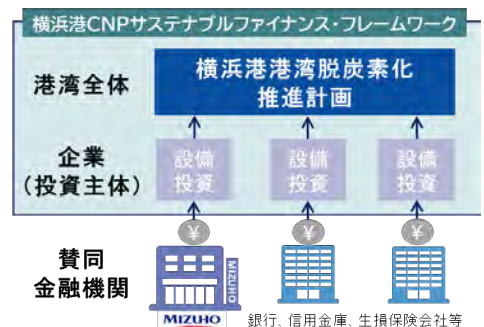 横浜港CNPサステナブルファイナンス・フレームワーク
港湾全体
横浜港港湾脱炭素化
推進計画
企業
(投資主体)
設備
投資
設備
投資
設備
投資
¥
¥
¥
賛同
金融機関
MIZUHO
MIZUHO
銀行、信用金庫、生損保険会社等